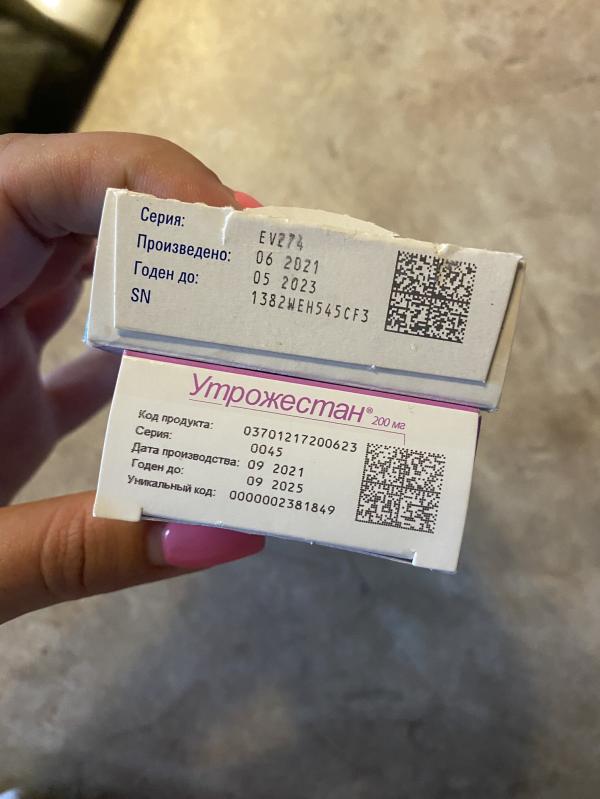 Серия: EV274
Произведено: 06 2021
Годен до: 05 2023
SN 1382WEH545CF3
Утрожестан® 200 мг
Код продукта: 03701217200623
Серия: 0045
Дата производства: 09 2021
Годен до: 09 2025
Уникальный код: 0000002381849